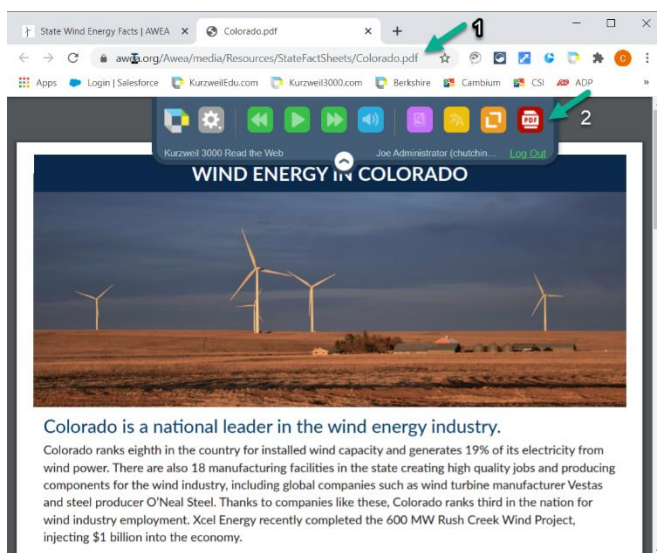 State Wind Energy Facts | AWEA
Colorado.pdf
1
awea.org/Awea/media/Resources/StateFactSheets/Colorado.pdf
C
Apps
Login | Salesforce
KurzweilEdu.com
Kurzweil3000.com
Berkshire
Cambium
CSI
ADP
»
PDF
2
Kurzweil 3000 Read the Web
Joe Administrator (chutchin...
Log Out
WIND ENERGY IN COLORADO
Colorado is a national leader in the wind energy industry.
Colorado ranks eighth in the country for installed wind capacity and generates 19% of its electricity from
wind power. There are also 18 manufacturing facilities in the state creating high quality jobs and producing
components for the wind industry, including global companies such as wind turbine manufacturer Vestas
and steel producer O'Neal Steel. Thanks to companies like these, Colorado ranks third in the nation for
wind industry employment. Xcel Energy recently completed the 600 MW Rush Creek Wind Project,
injecting $1 billion into the economy.